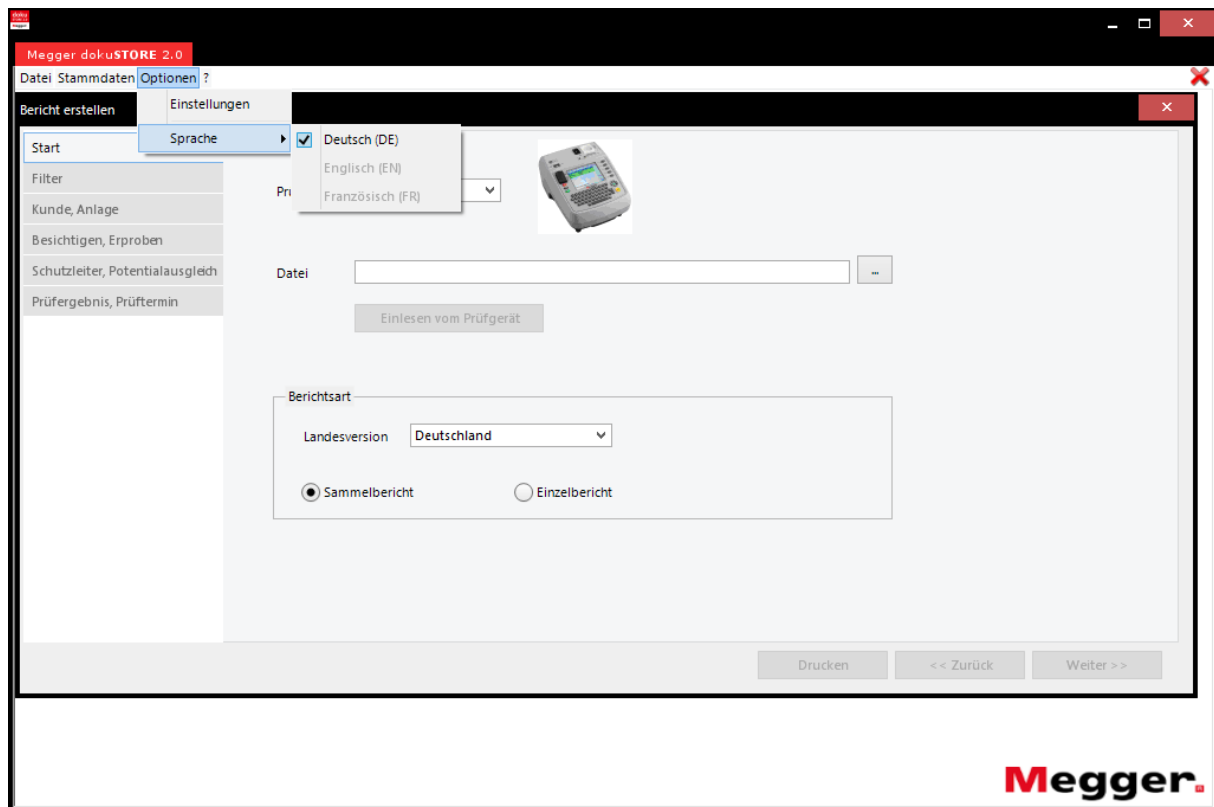 doku
Megger
Megger dokuSTORE 2.0
Datei Stammdaten Optionen ?
Bericht erstellen
Einstellungen
Sprache
Deutsch (DE)
Englisch (EN)
Französisch (FR)
Start
Filter
Kunde, Anlage
Besichtigen, Erproben
Schutzleiter, Potentialausgleich
Prüfergebnis, Prüftermin
Datei
...
Einlesen vom Prüfgerät
Berichtsart
Landesversion
Deutschland
Sammelbericht
Einzelbericht
Drucken
<< Zurück
Weiter >>
Megger.